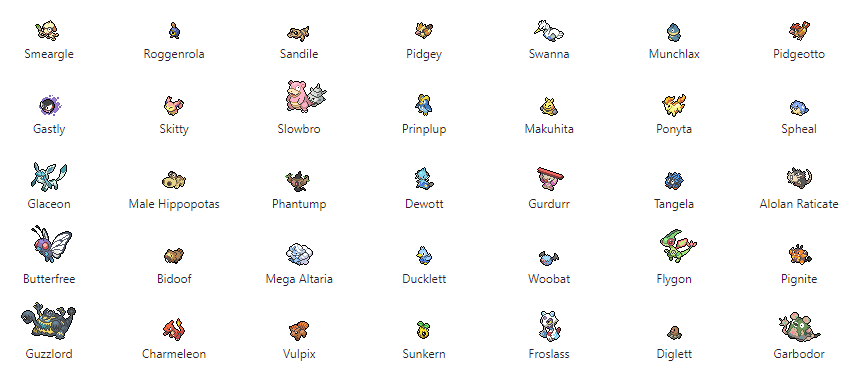 Smeargle Roggenrola Sandile Pidgey Swanna Munchlax Pidgeotto
Gastly Skitty Slowbro Prinplup Makuhita Ponyta Spheal
Glaceon Male Hippopotas Phantump Dewott Gurdurr Tangela Alolan Raticate
Butterfree Bidoof Mega Altaria Ducklett Woobat Flygon Pignite
Guzzlord Charmeleon Vulpix Sunkern Froslass Diglett Garbodor